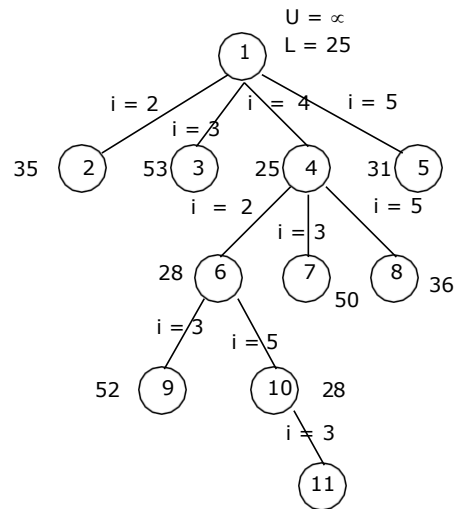 U = ∝
L = 25
1
i = 2
i = 3
i = 4
i = 5
35
2
53
3
25
4
31
5
i = 2
i = 3
i = 5
28
6
7
50
8
36
i = 3
i = 5
52
9
10
28
i = 3
11